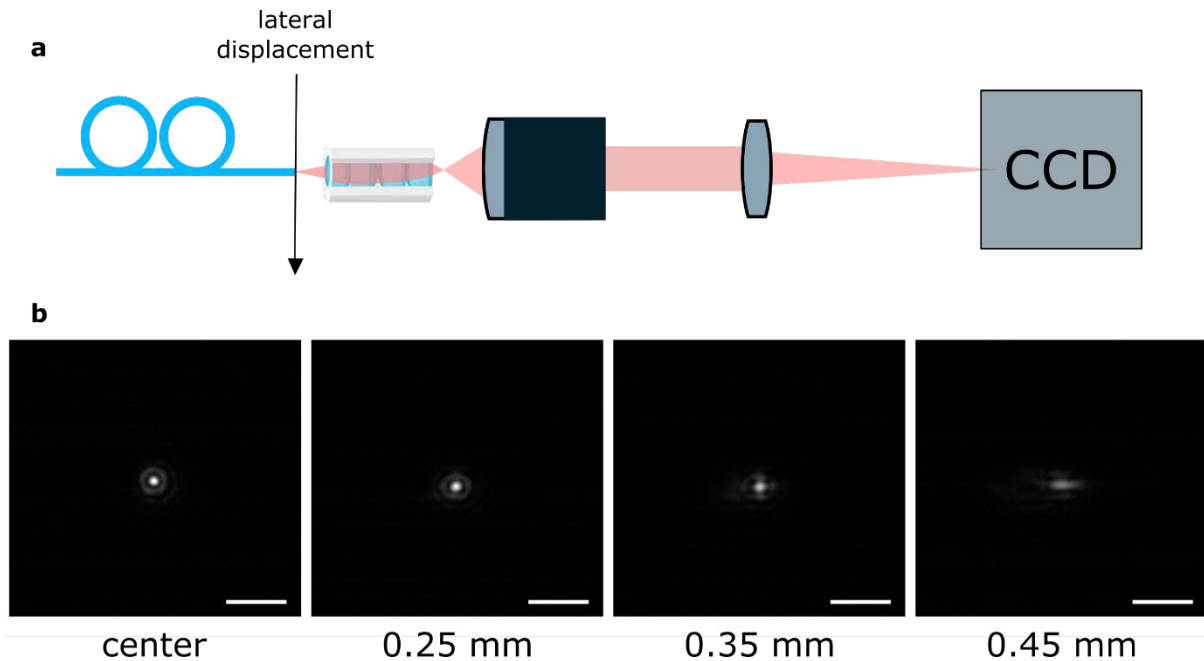 a
lateral
displacement
CCD
b
center
0.25 mm
0.35 mm
0.45 mm